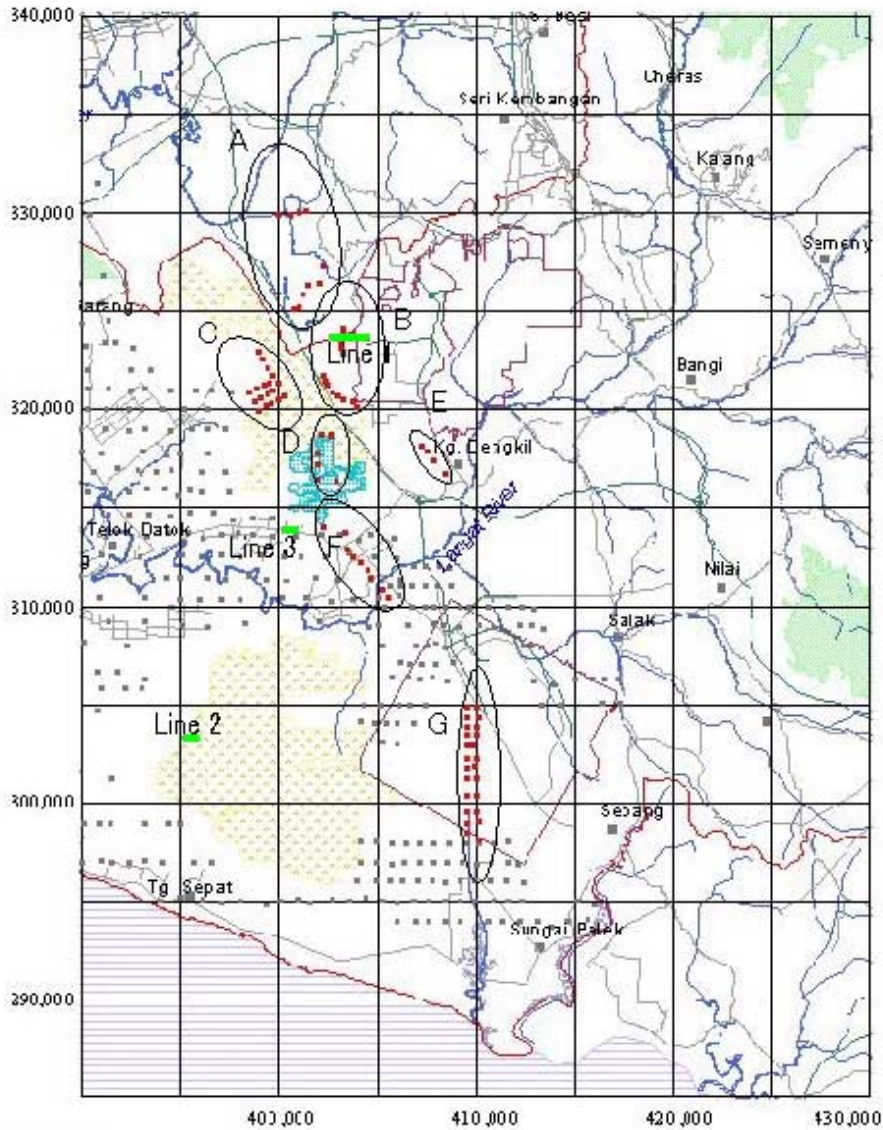 340,000
Cheras
Seri Kembangan
A
Kajang
330,000
Semeny
arang
B
C
Line 1
Bangi
E
320,000
D
Kg. Dengkil
Langat River
Telok Datok
Line 3
F
Nilai
310,000
Salak
Line 2
G
300,000
Sepang
Tg. Sepat
Sungai Pelek
290,000
400,000 410,000 420,000 430,000